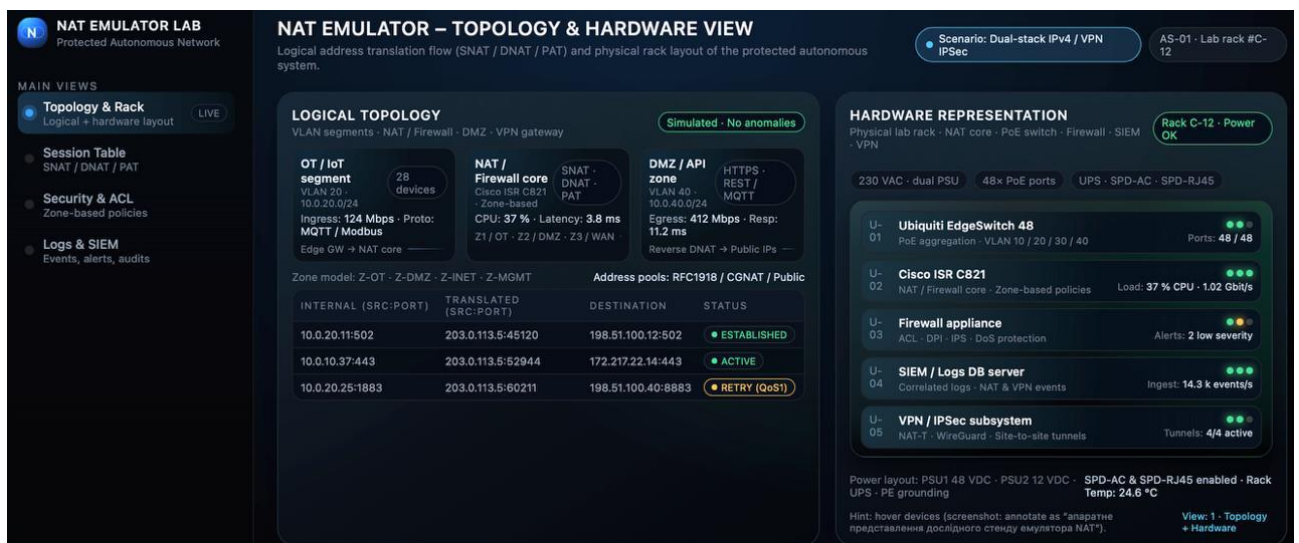 NAT EMULATOR LAB
Protected Autonomous Network
MAIN VIEWS
Topology & Rack
Logical + hardware layout
LIVE
Session Table
SNAT / DNAT / PAT
Security & ACL
Zone-based policies
Logs & SIEM
Events, alerts, audits
NAT EMULATOR – TOPOLOGY & HARDWARE VIEW
Logical address translation flow (SNAT / DNAT / PAT) and physical rack layout of the protected autonomous
system.
Scenario: Dual-stack IPv4 / VPN
IPSec
AS-01 · Lab rack #C-
12
LOGICAL TOPOLOGY
VLAN segments · NAT / Firewall · DMZ · VPN gateway
Simulated · No anomalies
OT / IoT
segment
VLAN 20 ·
10.0.20.0/24
28
devices
Ingress: 124 Mbps · Proto:
MQTT / Modbus
Edge GW → NAT core
NAT /
Firewall core
Cisco ISR C821
· Zone-based
SNAT ·
DNAT ·
PAT
CPU: 37 % · Latency: 3.8 ms
Z1 / OT · Z2 / DMZ · Z3 / WAN
DMZ / API
zone
VLAN 40 ·
10.0.40.0/24
HTTPS ·
REST /
MQTT
Egress: 412 Mbps · Resp:
11.2 ms
Reverse DNAT → Public IPs
Zone model: Z-OT · Z-DMZ · Z-INET · Z-MGMT
Address pools: RFC1918 / CGNAT / Public
INTERNAL (SRC:PORT) TRANSLATED
(SRC:PORT) DESTINATION STATUS
10.0.20.11:502 203.0.113.5:45120 198.51.100.12:502 ESTABLISHED
10.0.10.37:443 203.0.113.5:52944 172.217.22.14:443 ACTIVE
10.0.20.25:1883 203.0.113.5:60211 198.51.100.40:8883 RETRY (QoS1)
HARDWARE REPRESENTATION
Physical lab rack · NAT core · PoE switch · Firewall · SIEM
· VPN
Rack C-12 · Power
OK
230 VAC · dual PSU
48× PoE ports
UPS · SPD-AC · SPD-RJ45
U-
01
Ubiquiti EdgeSwitch 48
PoE aggregation · VLAN 10 / 20 / 30 / 40
Ports: 48 / 48
U-
02
Cisco ISR C821
NAT / Firewall core · Zone-based policies
Load: 37 % CPU · 1.02 Gbit/s
U-
03
Firewall appliance
ACL · DPI · IPS · DoS protection
Alerts: 2 low severity
U-
04
SIEM / Logs DB server
Correlated logs · NAT & VPN events
Ingest: 14.3 k events/s
U-
05
VPN / IPSec subsystem
NAT-T · WireGuard · Site-to-site tunnels
Tunnels: 4/4 active
Power layout: PSU1 48 VDC · PSU2 12 VDC ·
UPS · PE grounding
SPD-AC & SPD-RJ45 enabled · Rack
Temp: 24.6 °C
Hint: hover devices (screenshot: annotate as "апаратне
представлення дослідного стенду емулятора NAT").
View: 1 · Topology
+ Hardware